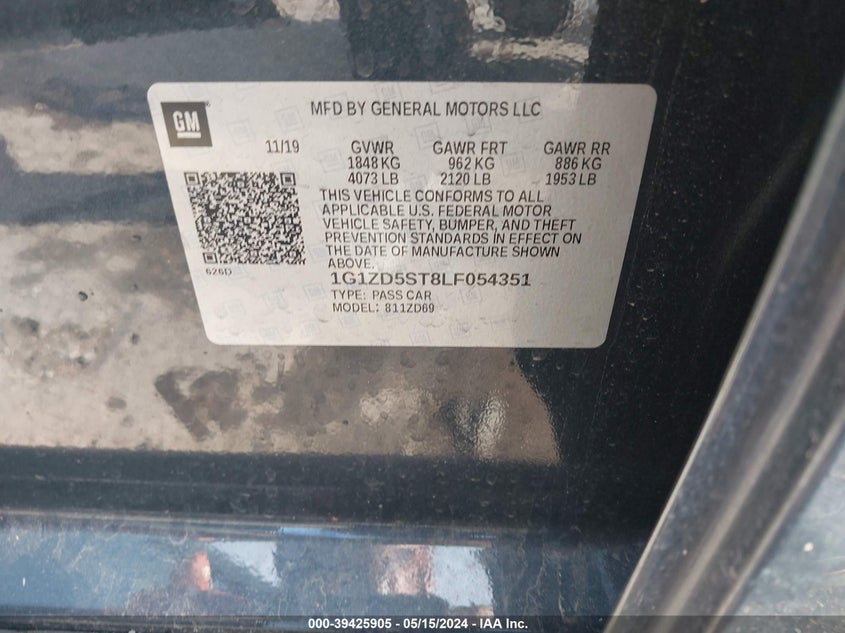 GM
MFD BY GENERAL MOTORS LLC
11/19 GVWR GAWR FRT GAWR RR
1848 KG 962 KG 886 KG
4073 LB 2120 LB 1953 LB
THIS VEHICLE CONFORMS TO ALL
APPLICABLE U.S. FEDERAL MOTOR
VEHICLE SAFETY, BUMPER, AND THEFT
PREVENTION STANDARDS IN EFFECT ON
THE DATE OF MANUFACTURE SHOWN
ABOVE.
626D
1G1ZD5ST8LF054351
TYPE: PASS CAR
MODEL: 811ZD69
000-39425905 - 05/15/2024 - IAA Inc.